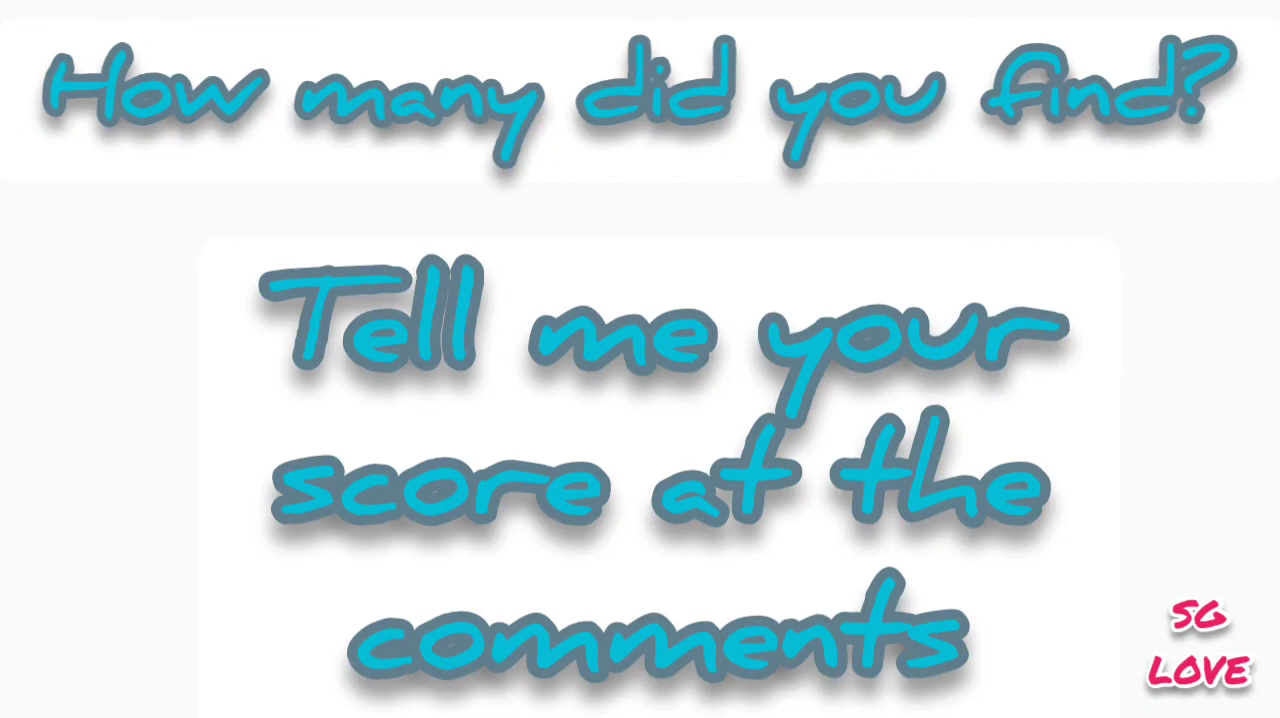 How many did you find?
Tell me your
score at the
comments
SG
LOVE